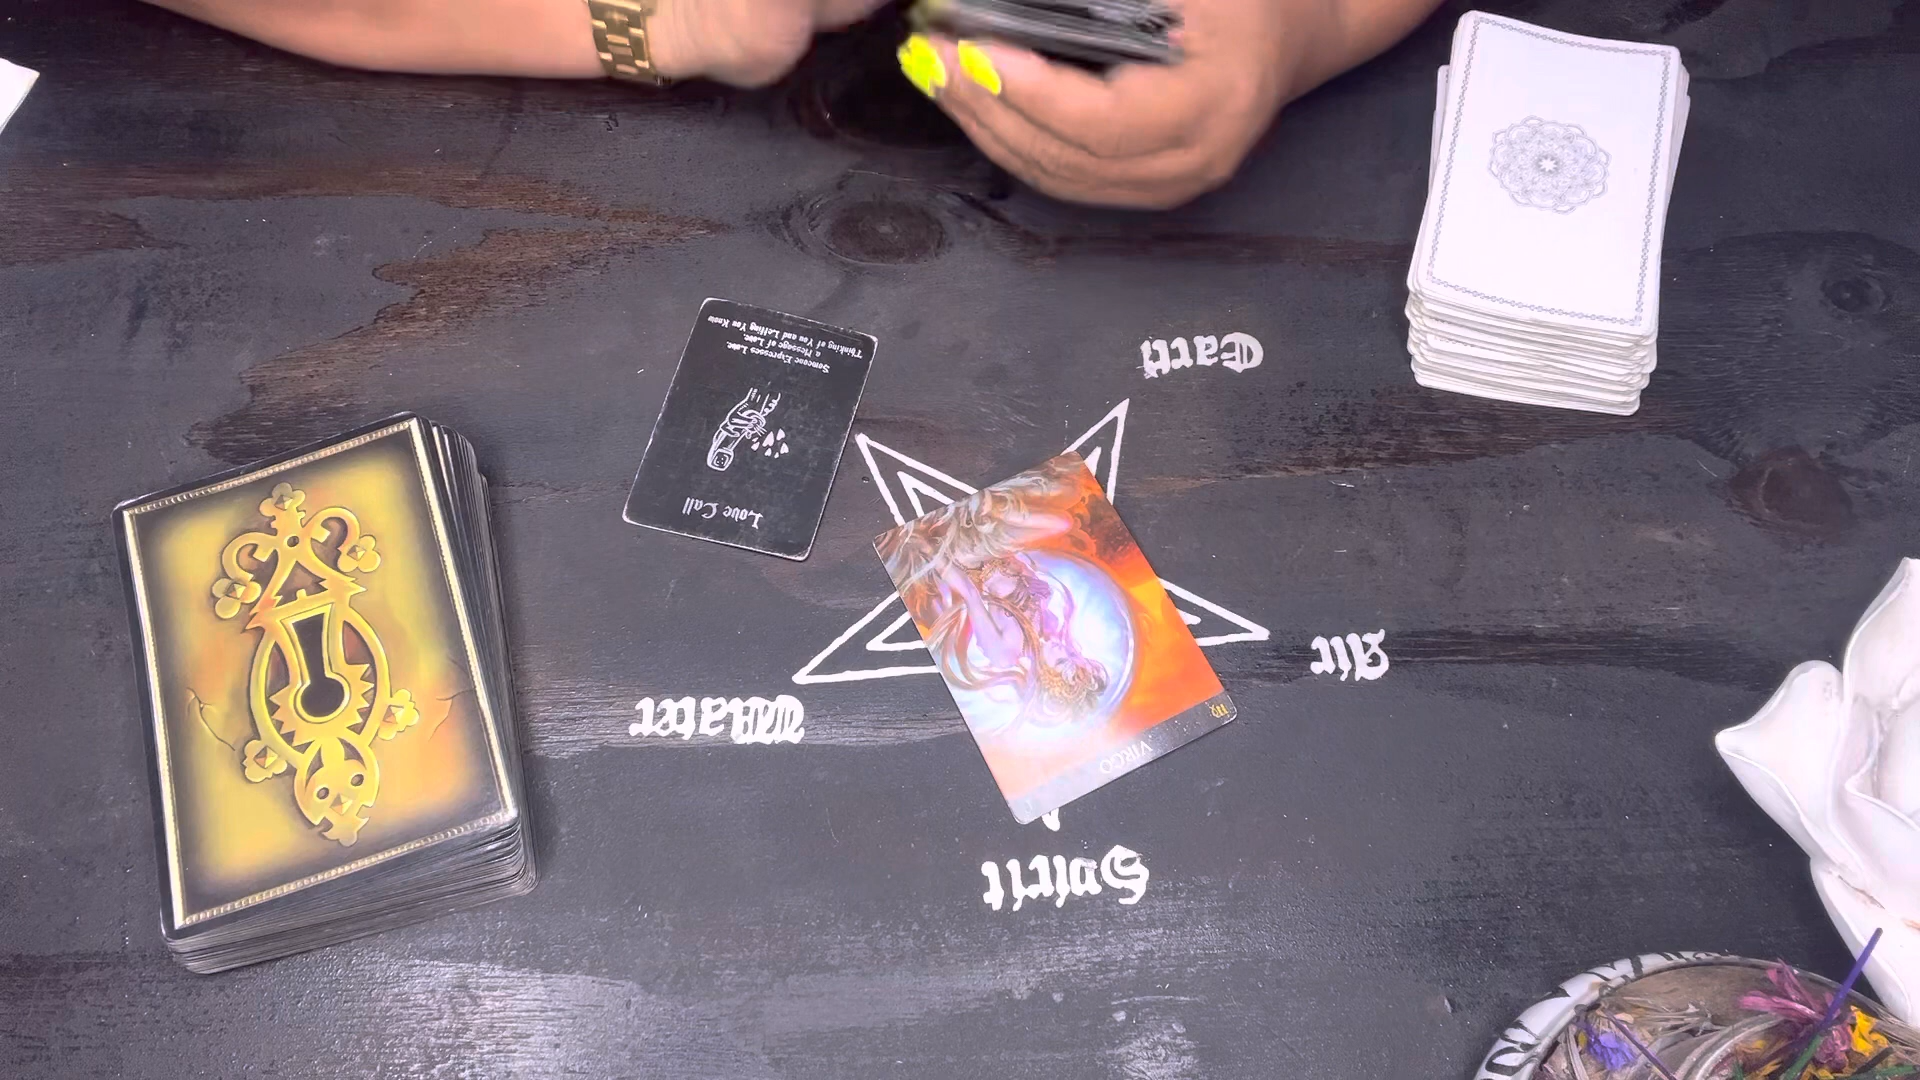 Love Call
Someone Expresses Love,
a Message of Love.
Thinking of You and Letting You Know
Earth
Air
Water
♍
VIRGO
Spirit